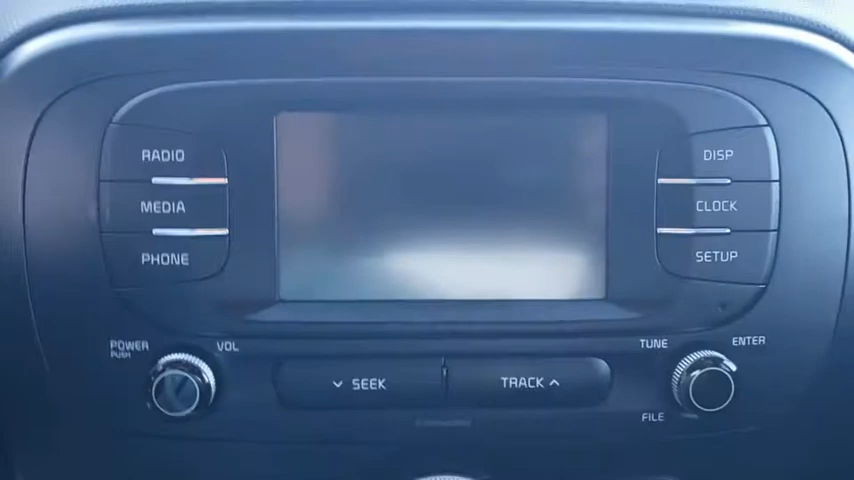 RADIO
DISP
MEDIA
CLOCK
PHONE
SETUP
POWER
PUSH
VOL
TUNE
ENTER
SEEK
TRACK
FILE